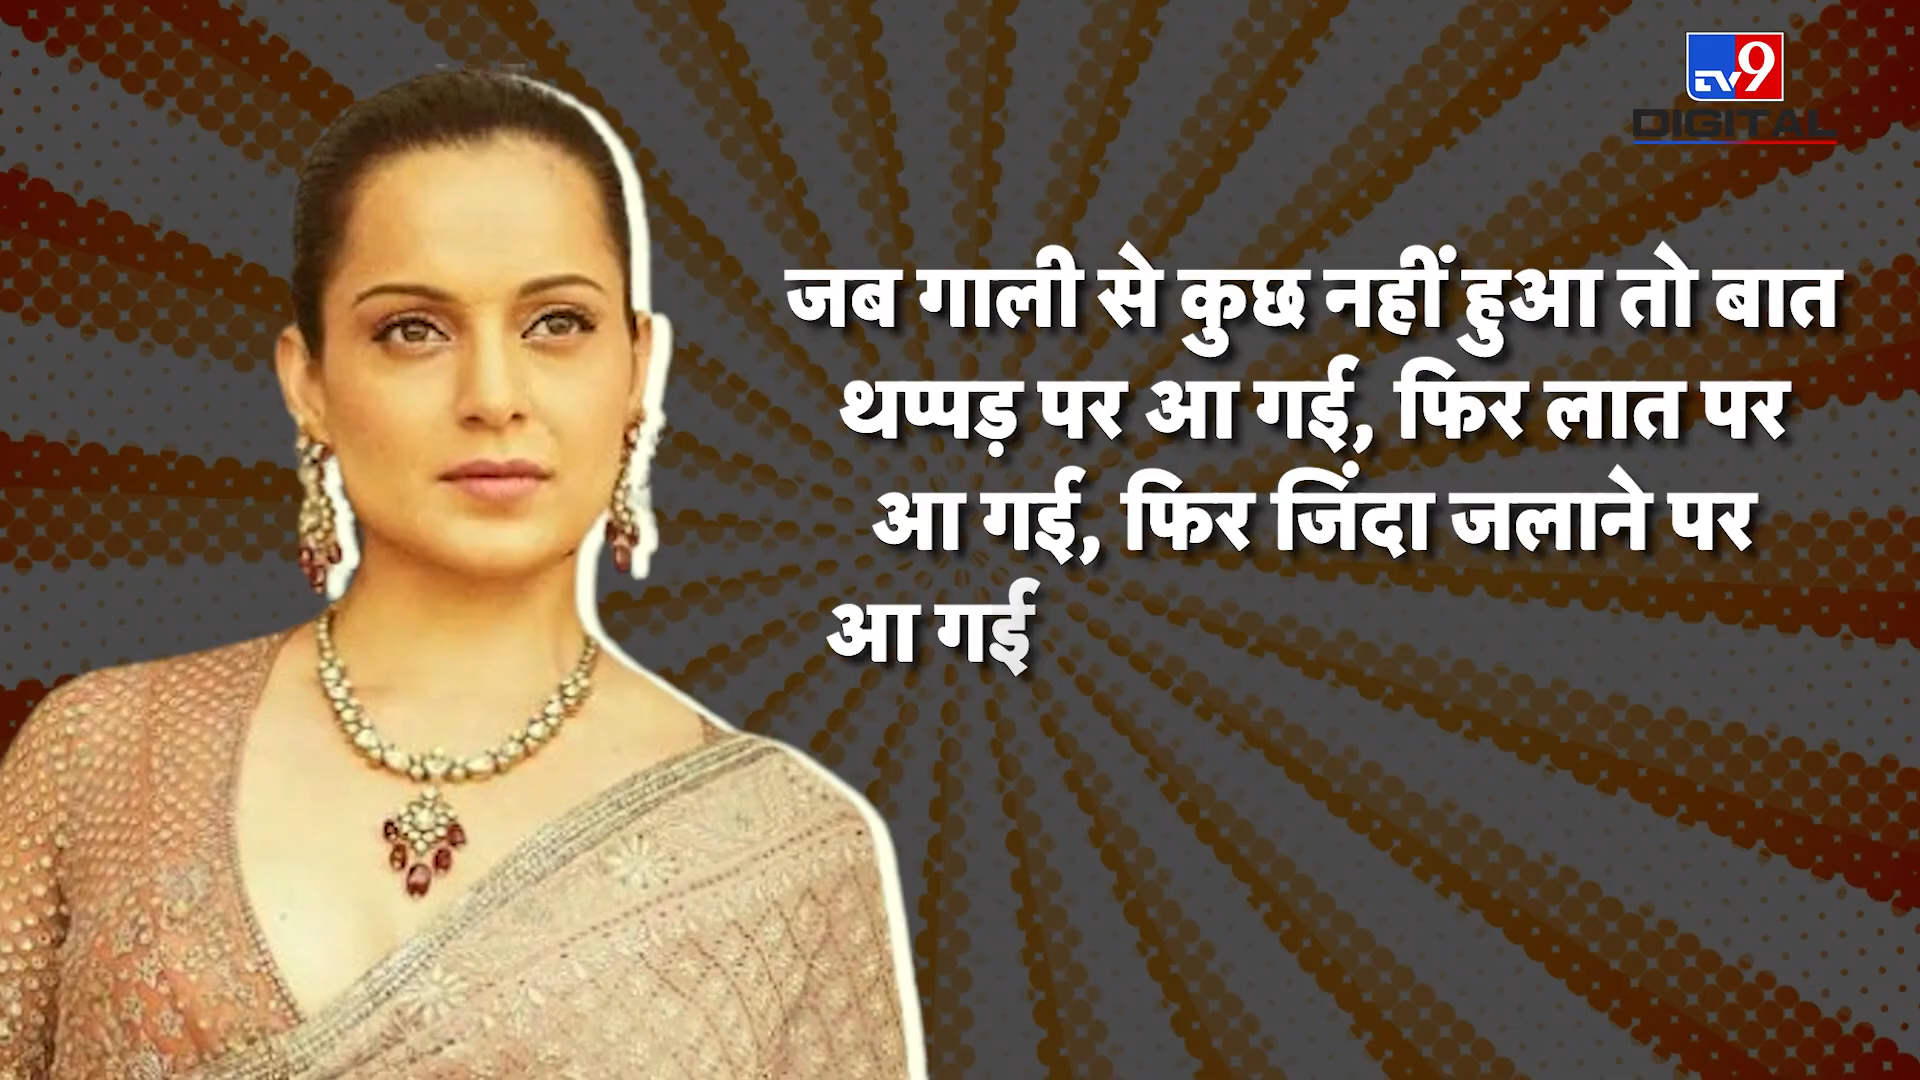 TV9
DIGITAL
जब गाली से कुछ नहीं हुआ तो बात
थप्पड़ पर आ गई, फिर लात पर
आ गई, फिर जिंदा जलाने पर
आ गई